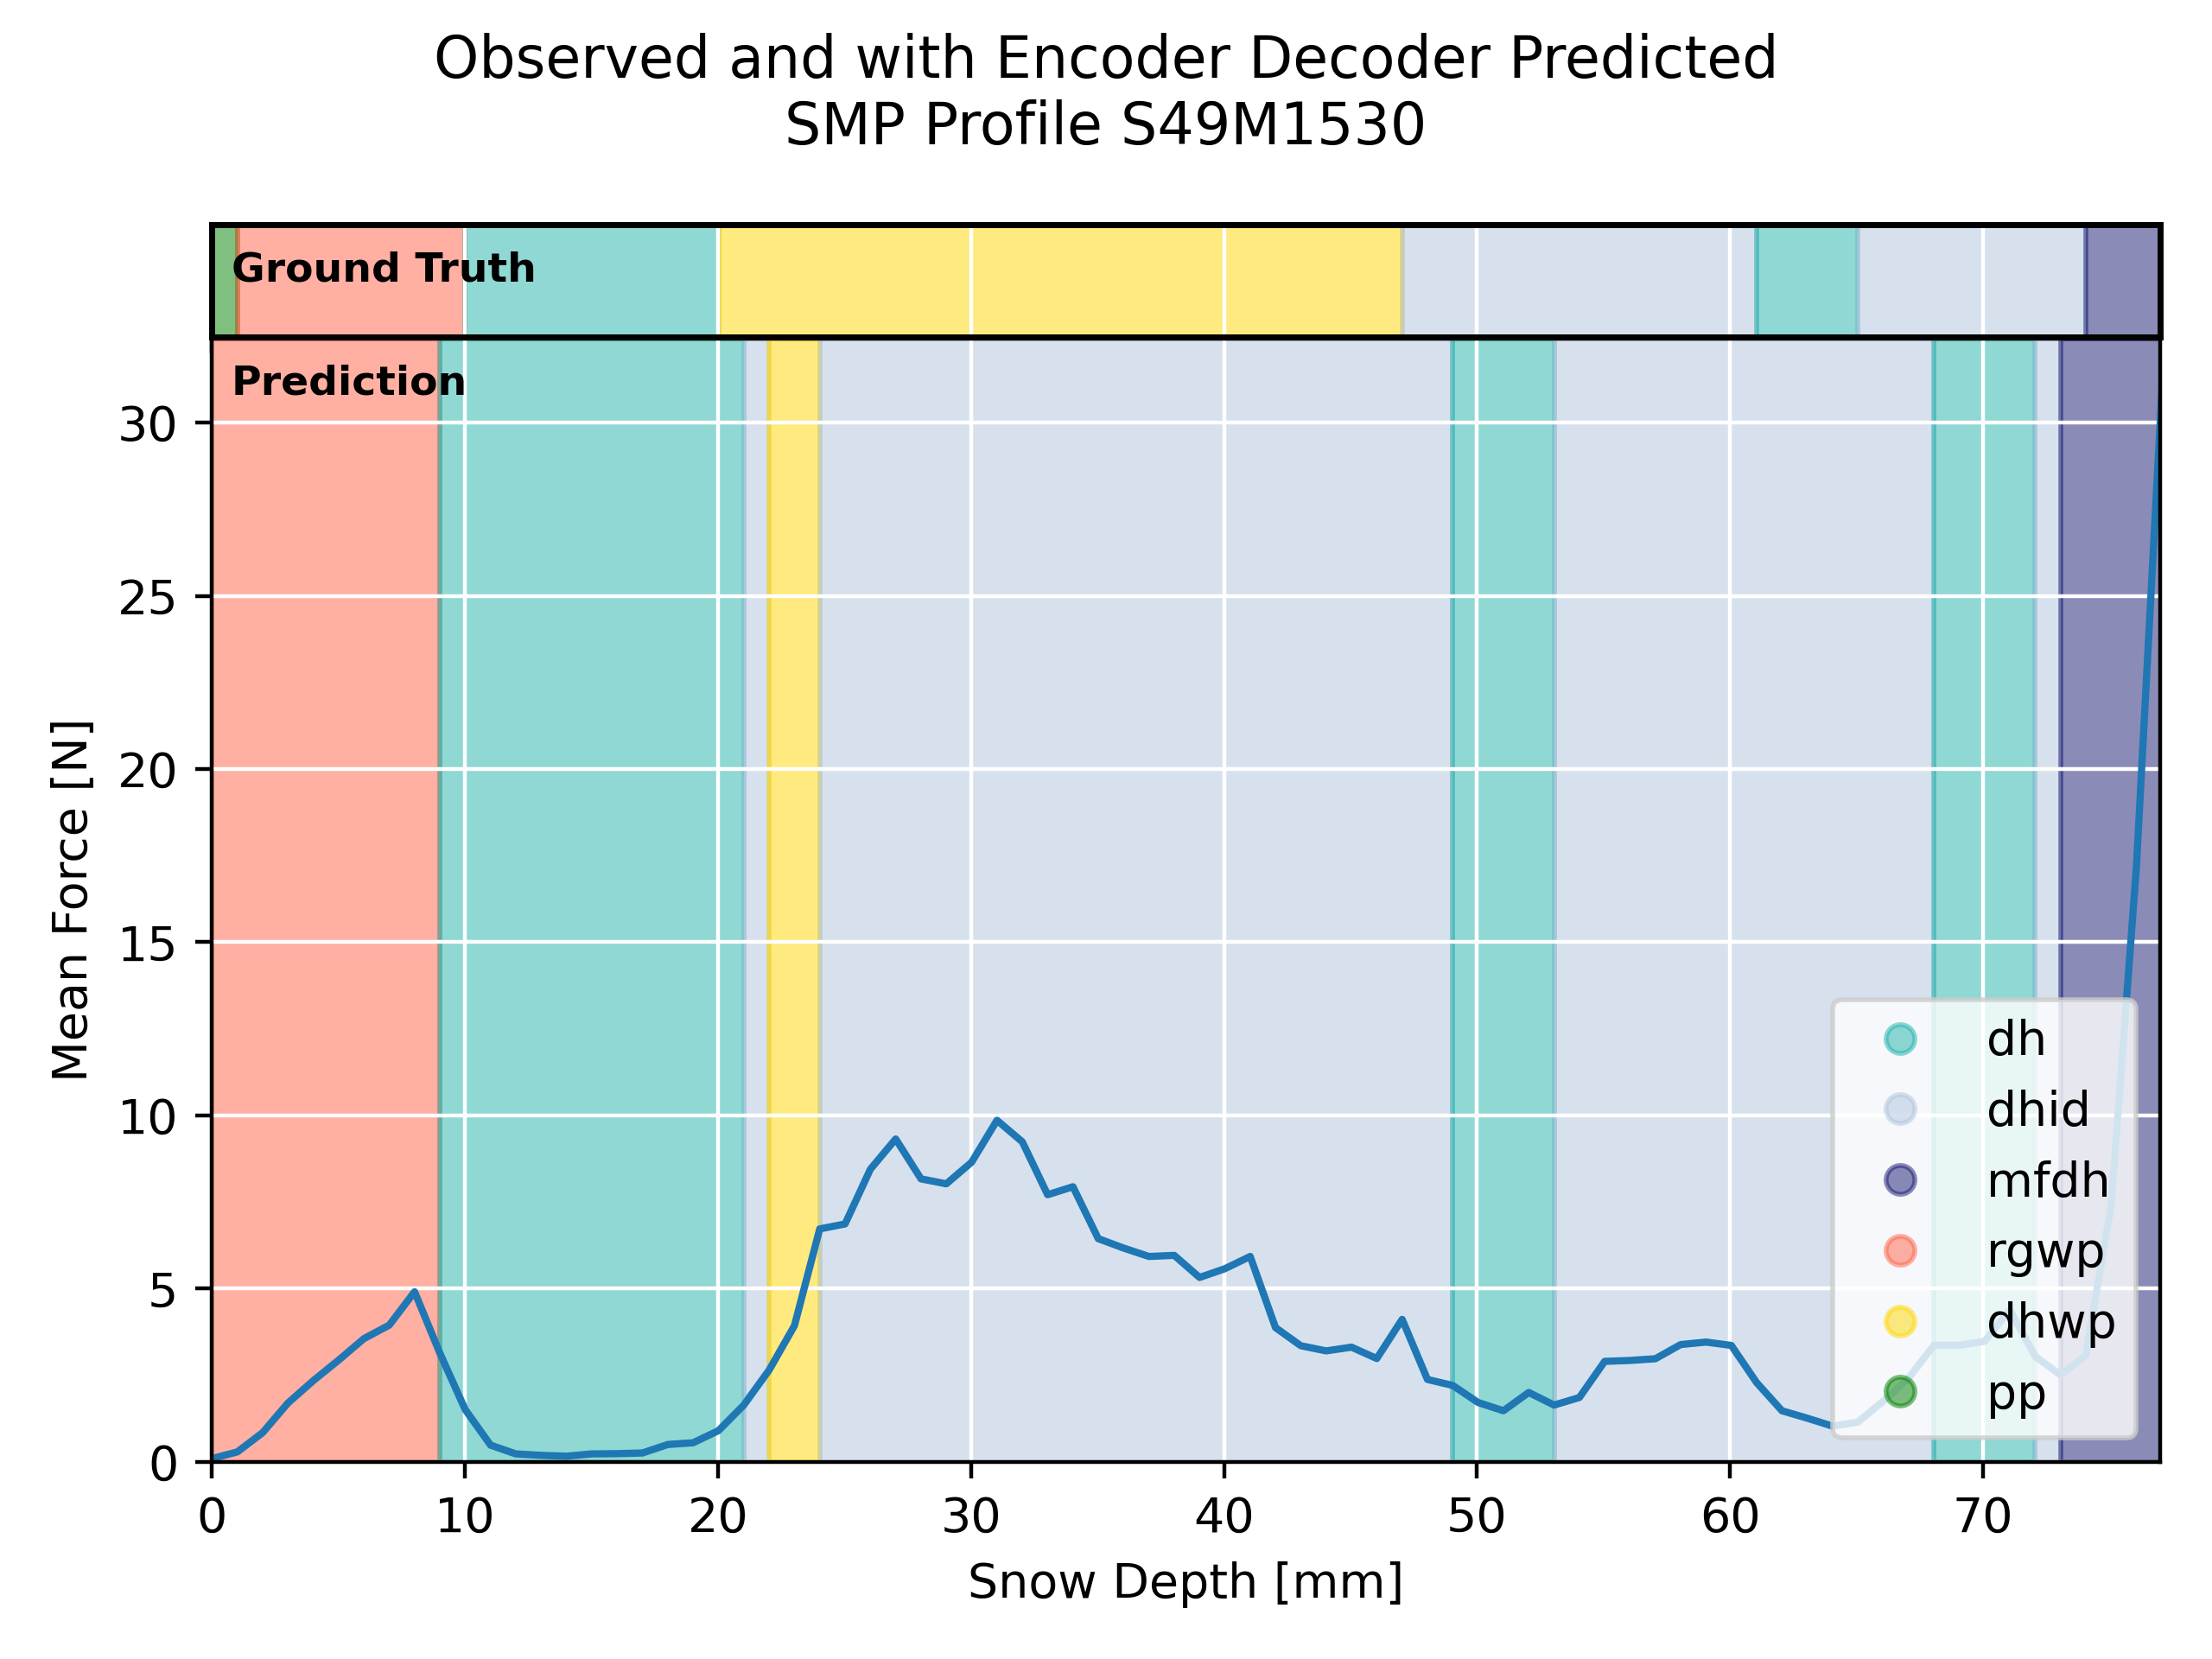 Observed and with Encoder Decoder Predicted
SMP Profile S49M1530
Ground Truth
Prediction
30
25
20
15
10
5
0
Mean Force [N]
dh
dhid
mfdh
rgwp
dhwp
pp
0 10 20 30 40 50 60 70
Snow Depth [mm]